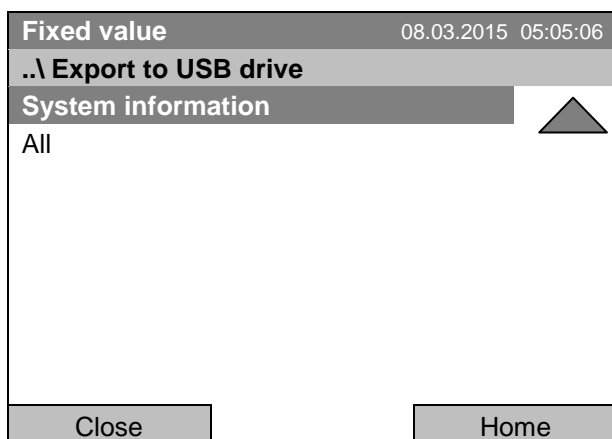 Fixed value 08.03.2015 05:05:06
..\ Export to USB drive
System information
All
Close Home